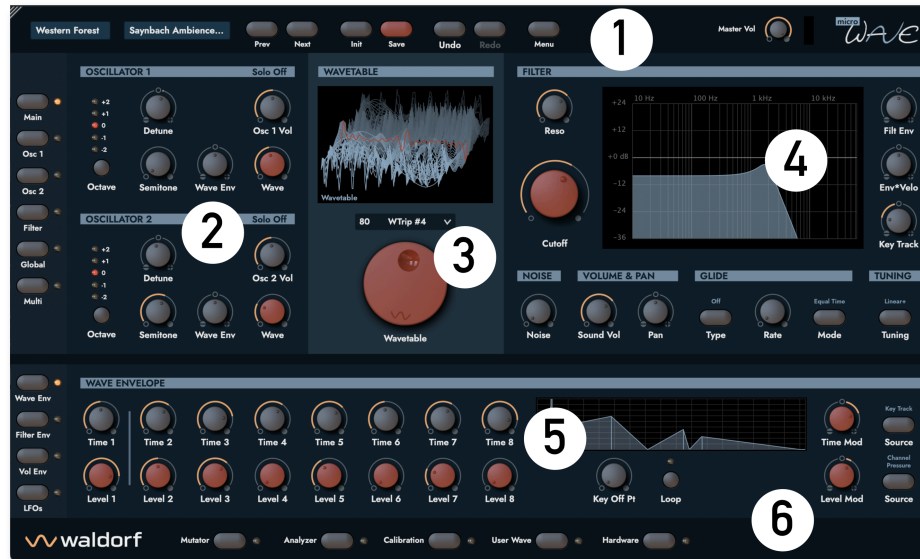 Western Forest
Saynbach Ambience...
Prev
Next
Init
Save
Undo
Redo
Menu
1
Master Vol
micro
WAVE
OSCILLATOR 1
Solo Off
+2
+1
0
-1
-2
Octave
Detune
Osc 1 Vol
Semitone
Wave Env
Wave
OSCILLATOR 2
Solo Off
2
+2
+1
0
-1
-2
Octave
Detune
Osc 2 Vol
Semitone
Wave Env
Wave
Main
Osc 1
Osc 2
Filter
Global
Multi
WAVETABLE
Wavetable
80 WTrip #4
3
Wavetable
FILTER
Reso
Cutoff
+24
+12
+0 dB
-12
-24
-36
10 Hz
100 Hz
1 kHz
10 kHz
4
Filt Env
Env*Velo
Key Track
NOISE
Noise
VOLUME & PAN
Sound Vol
Pan
GLIDE
Off
Type
Rate
Equal Time
Mode
TUNING
Linear+
Tuning
Wave Env
Filter Env
Vol Env
LFOs
WAVE ENVELOPE
Time 1
Time 2
Time 3
Time 4
Time 5
Time 6
Time 7
Time 8
Level 1
Level 2
Level 3
Level 4
Level 5
Level 6
Level 7
Level 8
5
Key Off Pt
Loop
Time Mod
Key Track
Source
Level Mod
Channel
Pressure
Source
6
waldorf
Mutator
Analyzer
Calibration
User Wave
Hardware